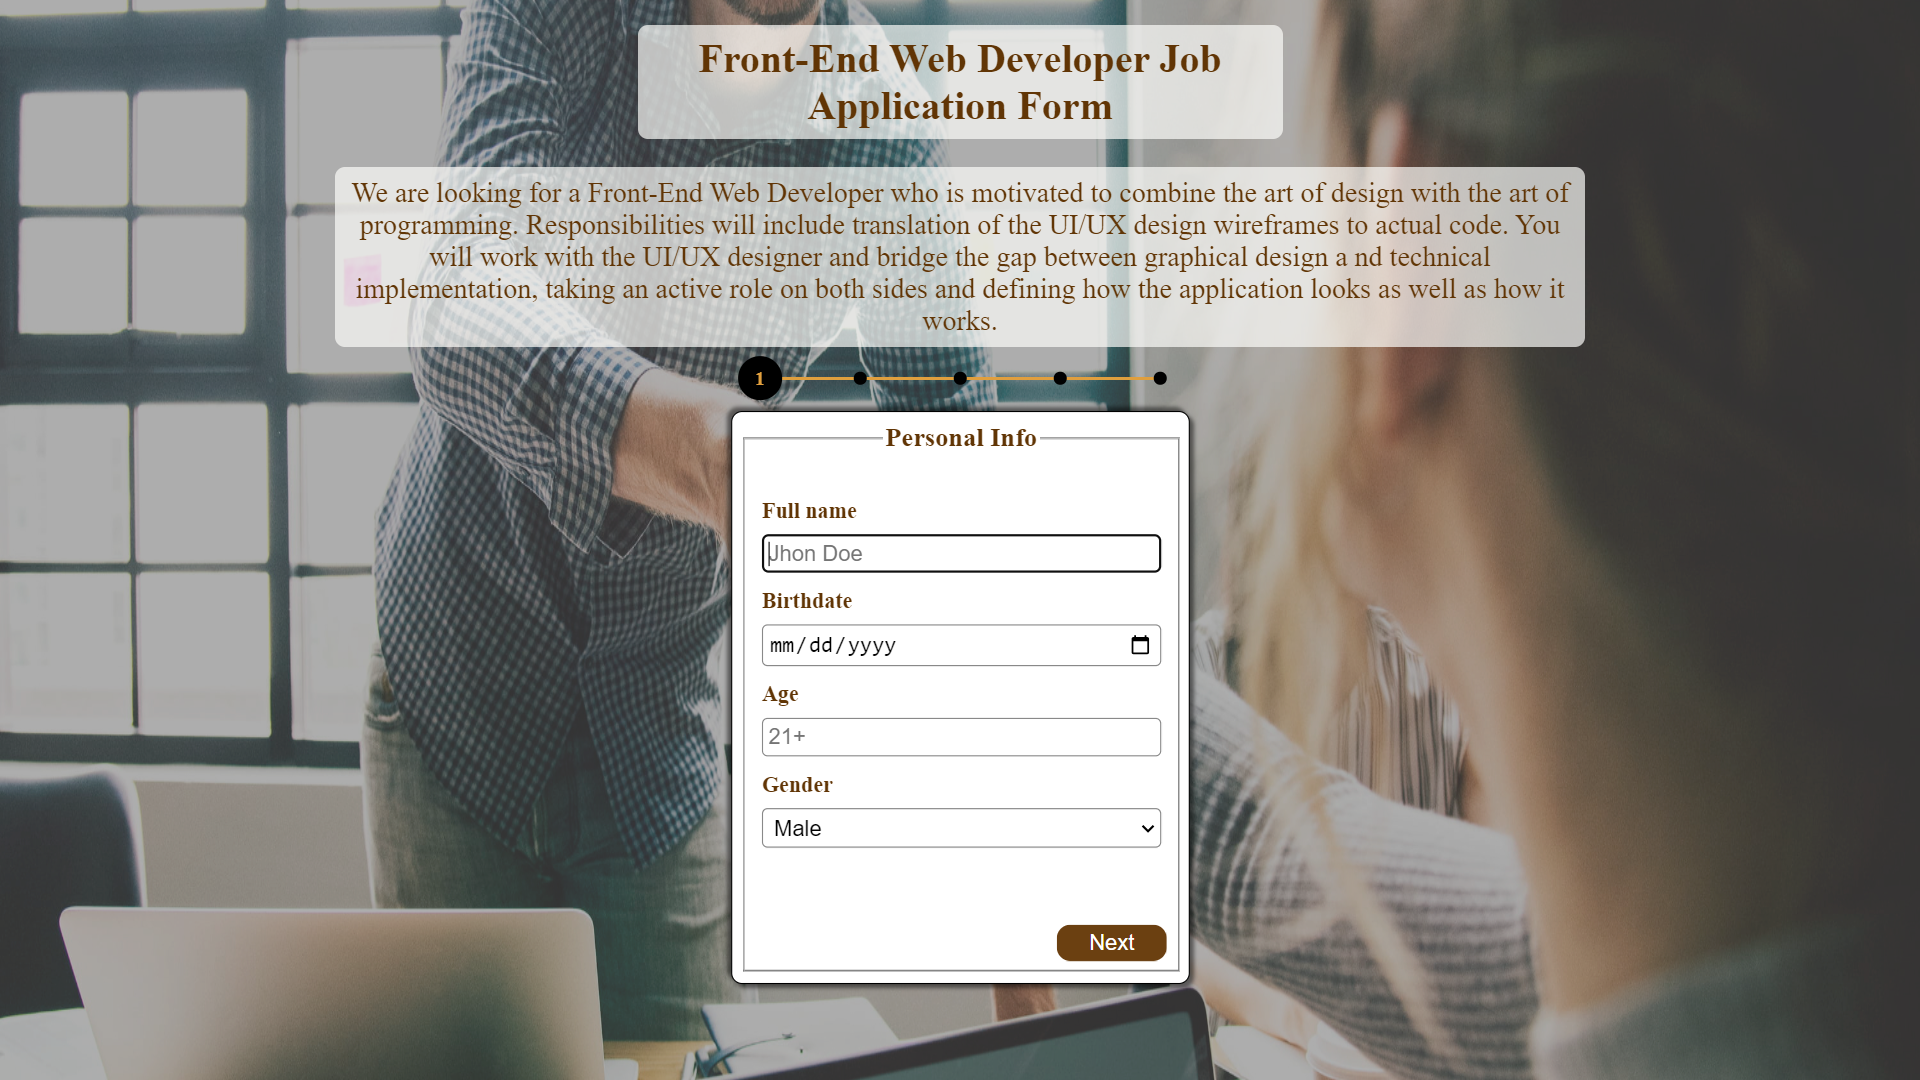 Front-End Web Developer Job
Application Form
We are looking for a Front-End Web Developer who is motivated to combine the art of design with the art of
programming. Responsibilities will include translation of the UI/UX design wireframes to actual code. You
will work with the UI/UX designer and bridge the gap between graphical design a nd technical
implementation, taking an active role on both sides and defining how the application looks as well as how it
works.
1
Personal Info
Full name
Jhon Doe
Birthdate
mm/dd/yyyy
Age
21+
Gender
Male
Next